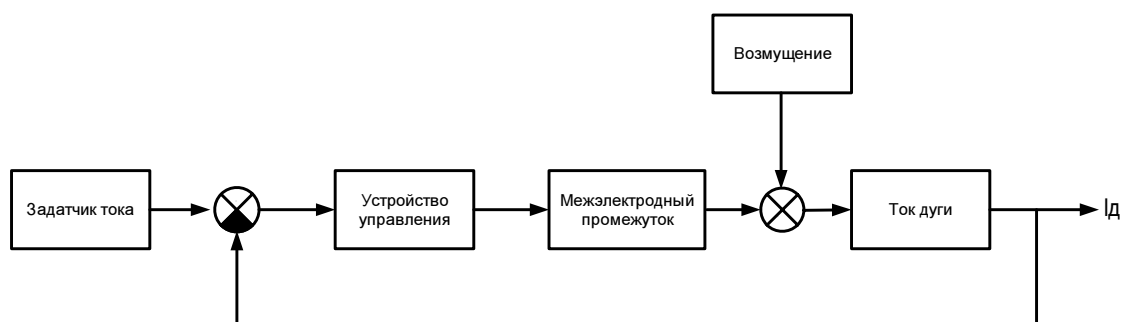 Возмущение
Задатчик тока
Устройство
управления
Межэлектродный
промежуток
Ток дуги
Iд